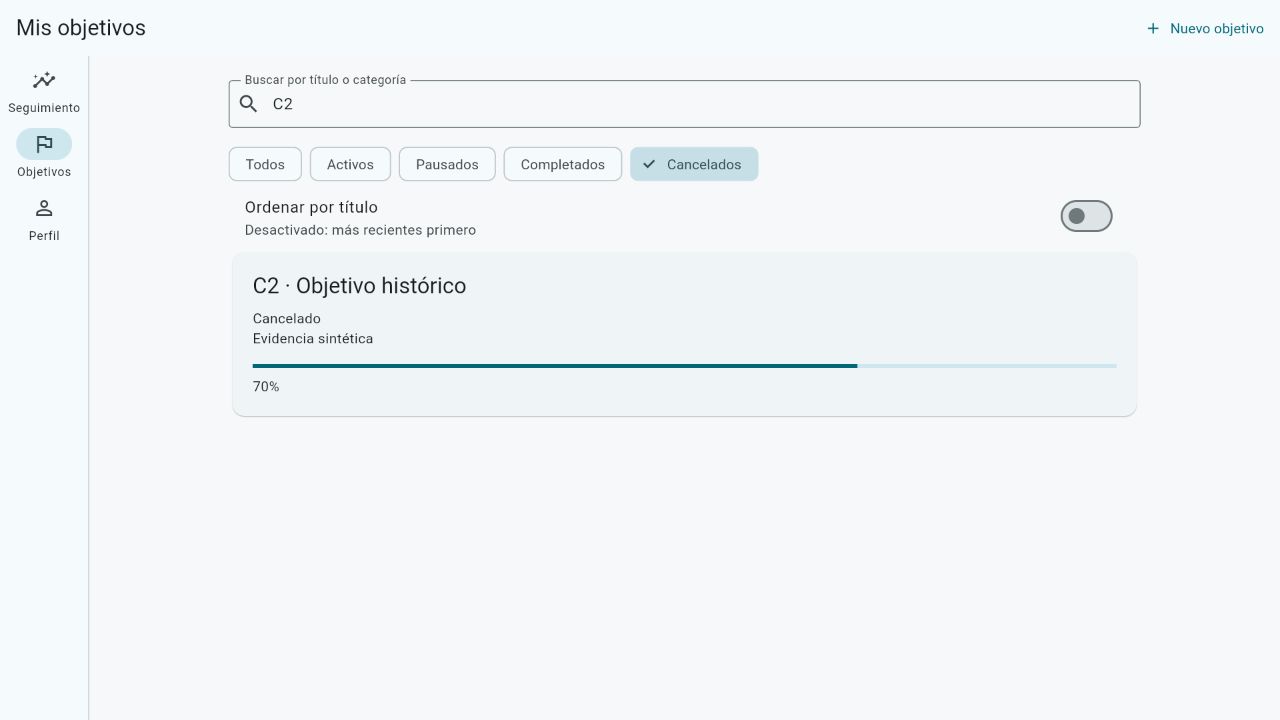 Mis objetivos
Nuevo objetivo
Seguimiento
Objetivos
Perfil
Buscar por título o categoría
C2
Todos
Activos
Pausados
Completados
Cancelados
Ordenar por título
Desactivado: más recientes primero
C2 · Objetivo histórico
Cancelado
Evidencia sintética
70%